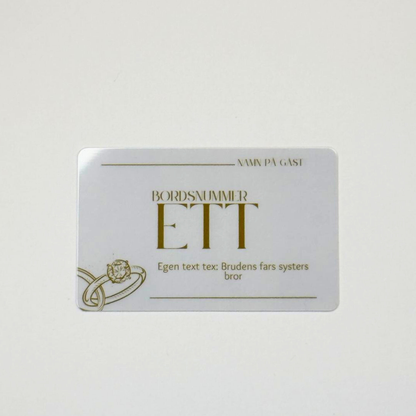 NAMN PÅ GÄST
BORDSNUMMER
ETT
Egen text tex: Brudens fars systers
bror